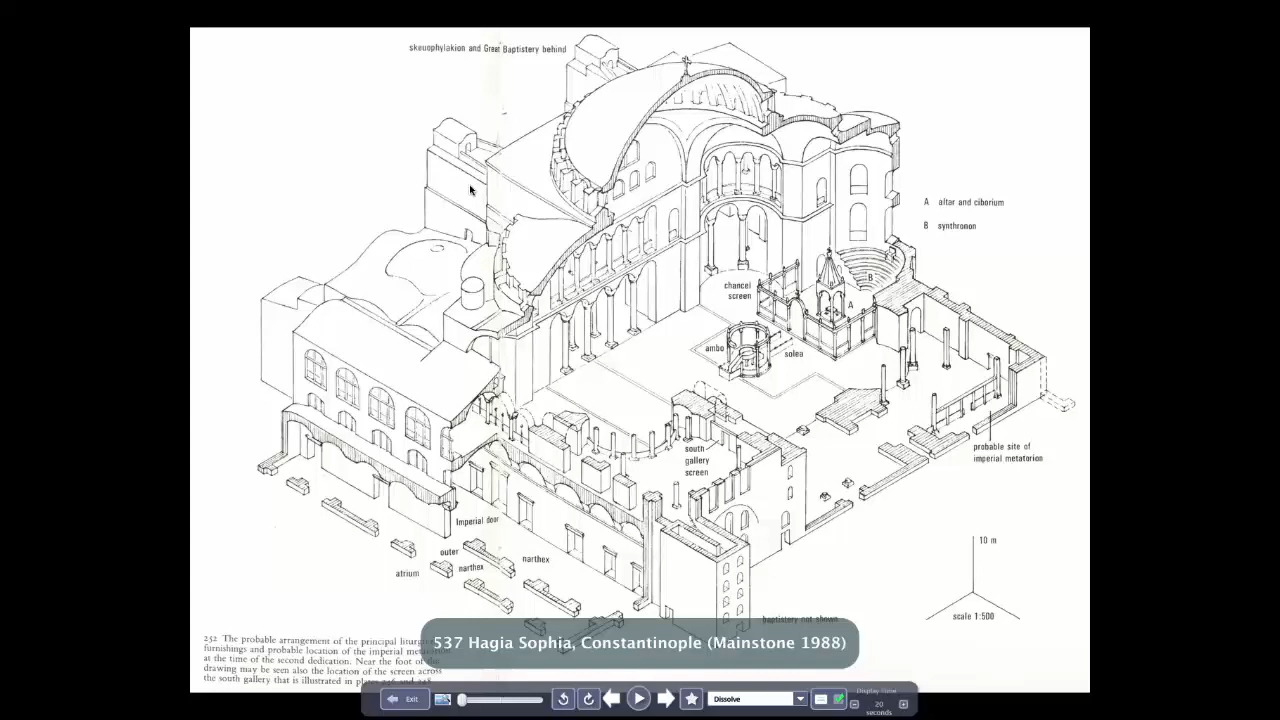 skeuophylakion and Great Baptistery behind
A altar and ciborium
B synthronon
B
A
chancel
screen
ambo
solea
south
gallery
screen
probable site of
imperial metatorion
Imperial door
outer
narthex
narthex
atrium
10 m
scale 1:500
baptistery not shown
537 Hagia Sophia, Constantinople (Mainstone 1988)
252 The probable arrangement of the principal
furnishings and probable location of the imperial
at the time of the second dedication. Near the foot of
drawing may be seen also the location of the screen across
the south gallery that is illustrated in
Exit
Dissolve
Display Time
20
seconds